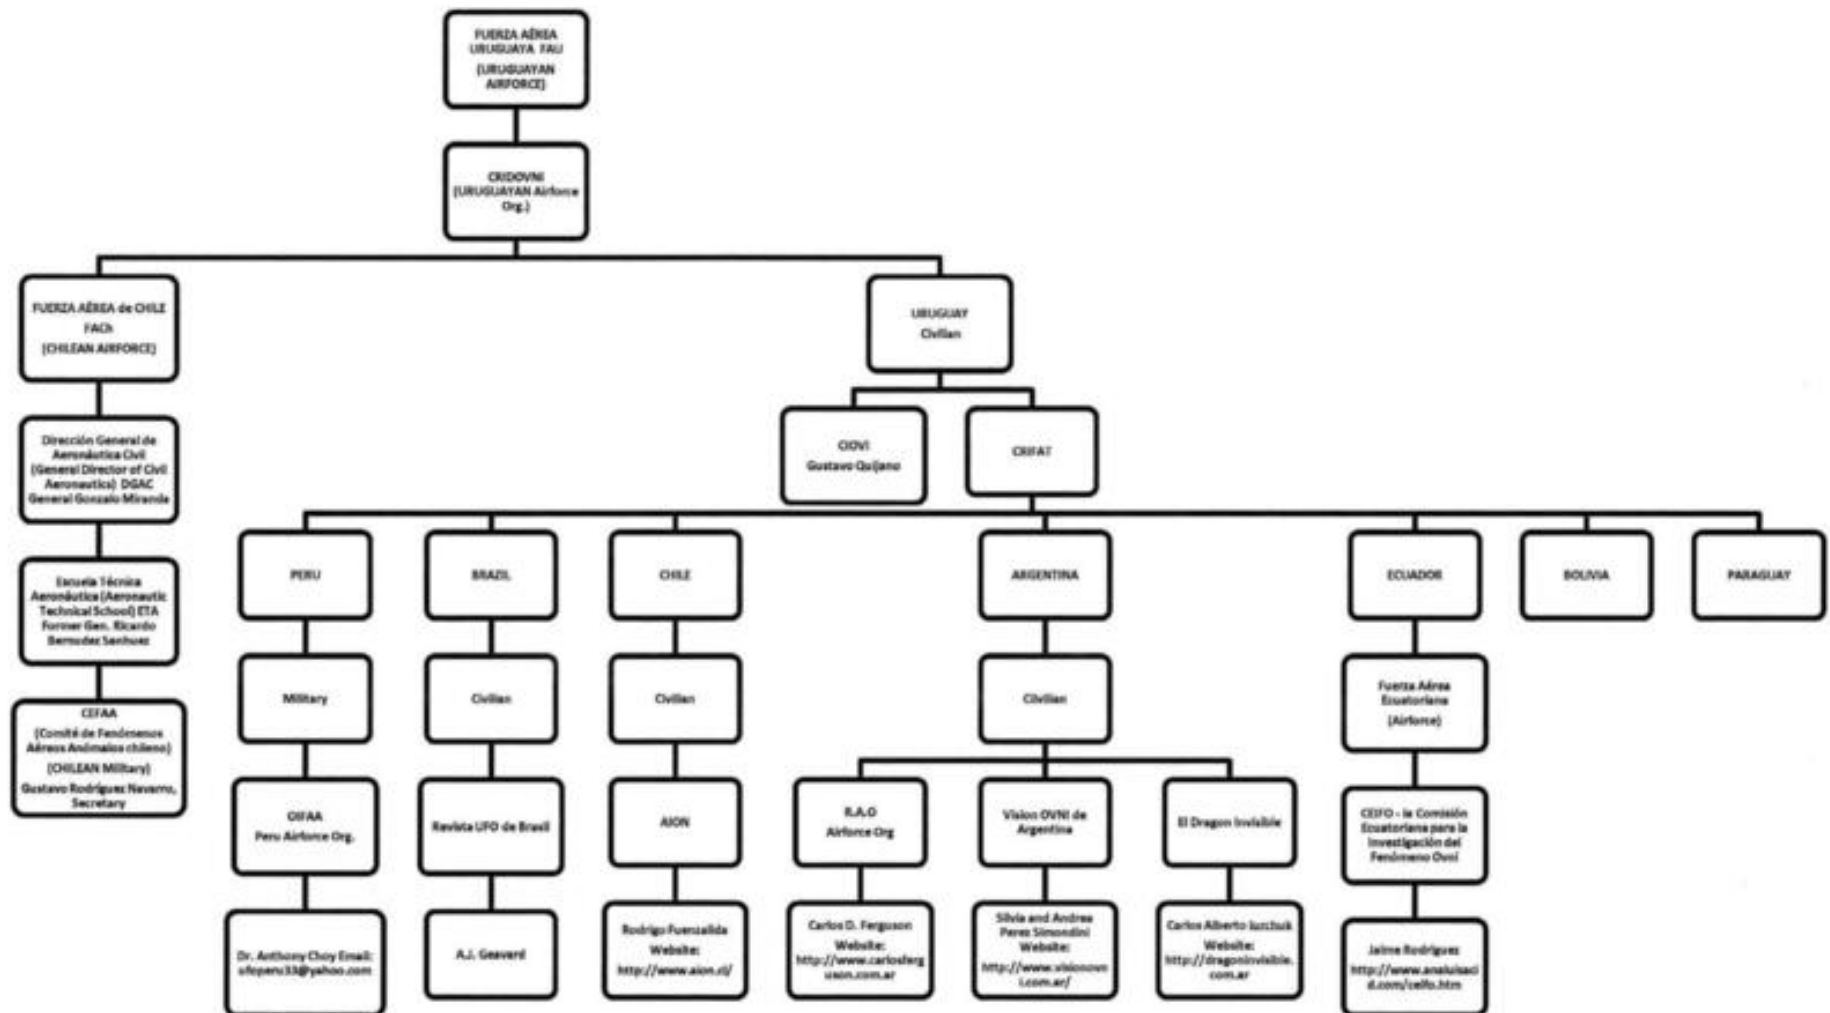 FUERZA AÉREA
URUGUAYA FAU
(URUGUAYAN
AIRFORCE)
CRIDOVNI
(URUGUAYAN Airforce
Org.)
FUERZA AÉREA de CHILE
FACh
(CHILEAN AIRFORCE)
URUGUAY
Civilian
Dirección General de
Aeronáutica Civil
(General Director of Civil
Aeronautics) DGAC
General Gonzalo Miranda
CIOVI
Gustavo Quijano
CRIFAT
Escuela Técnica
Aeronáutica (Aeronautic
Technical School) ETA
Former Gen. Ricardo
Bermudez Sanhuez
CEFAA
(Comité de Fenómenos
Aéreos Anómalos chileno)
(CHILEAN Military)
Gustavo Rodríguez Navarro,
Secretary
PERU
BRAZIL
CHILE
ARGENTINA
ECUADOR
BOLIVIA
PARAGUAY
Military
Civilian
Civilian
Cilvilian
Fuerza Aérea
Ecuatoriana
(Airforce)
OIFAA
Peru Airforce Org.
Revista UFO de Brasil
AION
R.A.O
Airforce Org
Vision OVNI de
Argentina
El Dragon Invisible
CEIFO - la Comisión
Ecuatoriana para la
Investigación del
Fenómeno Ovni
Dr. Anthony Choy Email:
ufoperu33@yahoo.com
A.J. Geavard
Rodrigo Fuenzalida
Website:
http://www.aion.cl/
Carlos D. Ferguson
Website:
http://www.carlosferg
uson.com.ar
Silvia and Andrea
Perez Simondini
Website:
http://www.visionovn
i.com.ar/
Carlos Alberto Iurchuk
Website:
http://dragoninvisible.
com.ar
Jaime Rodriguez
http://www.analuisaci
d.com/ceifo.htm